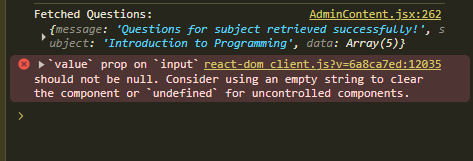 Fetched Questions: AdminContent.jsx:262
{message: 'Questions for subject retrieved successfully!', s
ubject: 'Introduction to Programming', data: Array(5)}
`value` prop on `input` react-dom client.js?v=6a8ca7ed:12035
should not be null. Consider using an empty string to clear
the component or `undefined` for uncontrolled components.